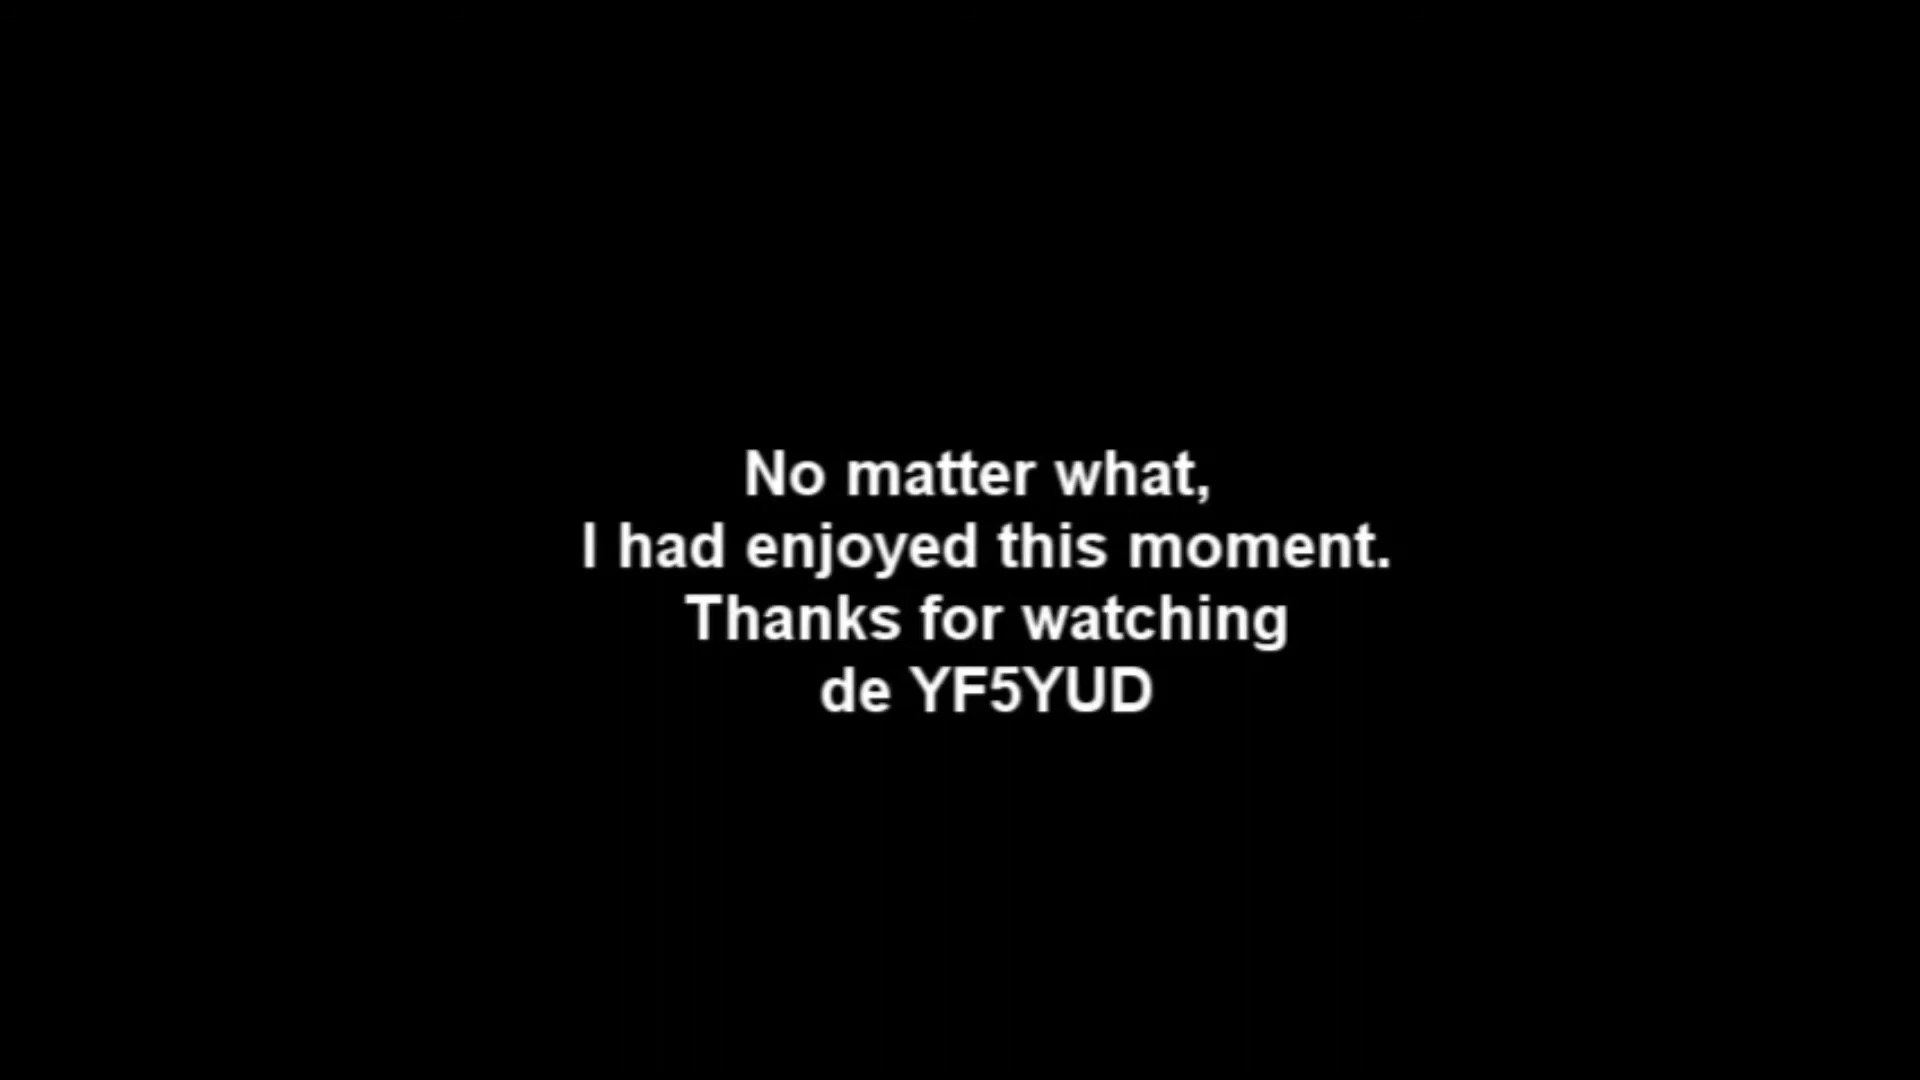 No matter what,
I had enjoyed this moment.
Thanks for watching
de YF5YUD